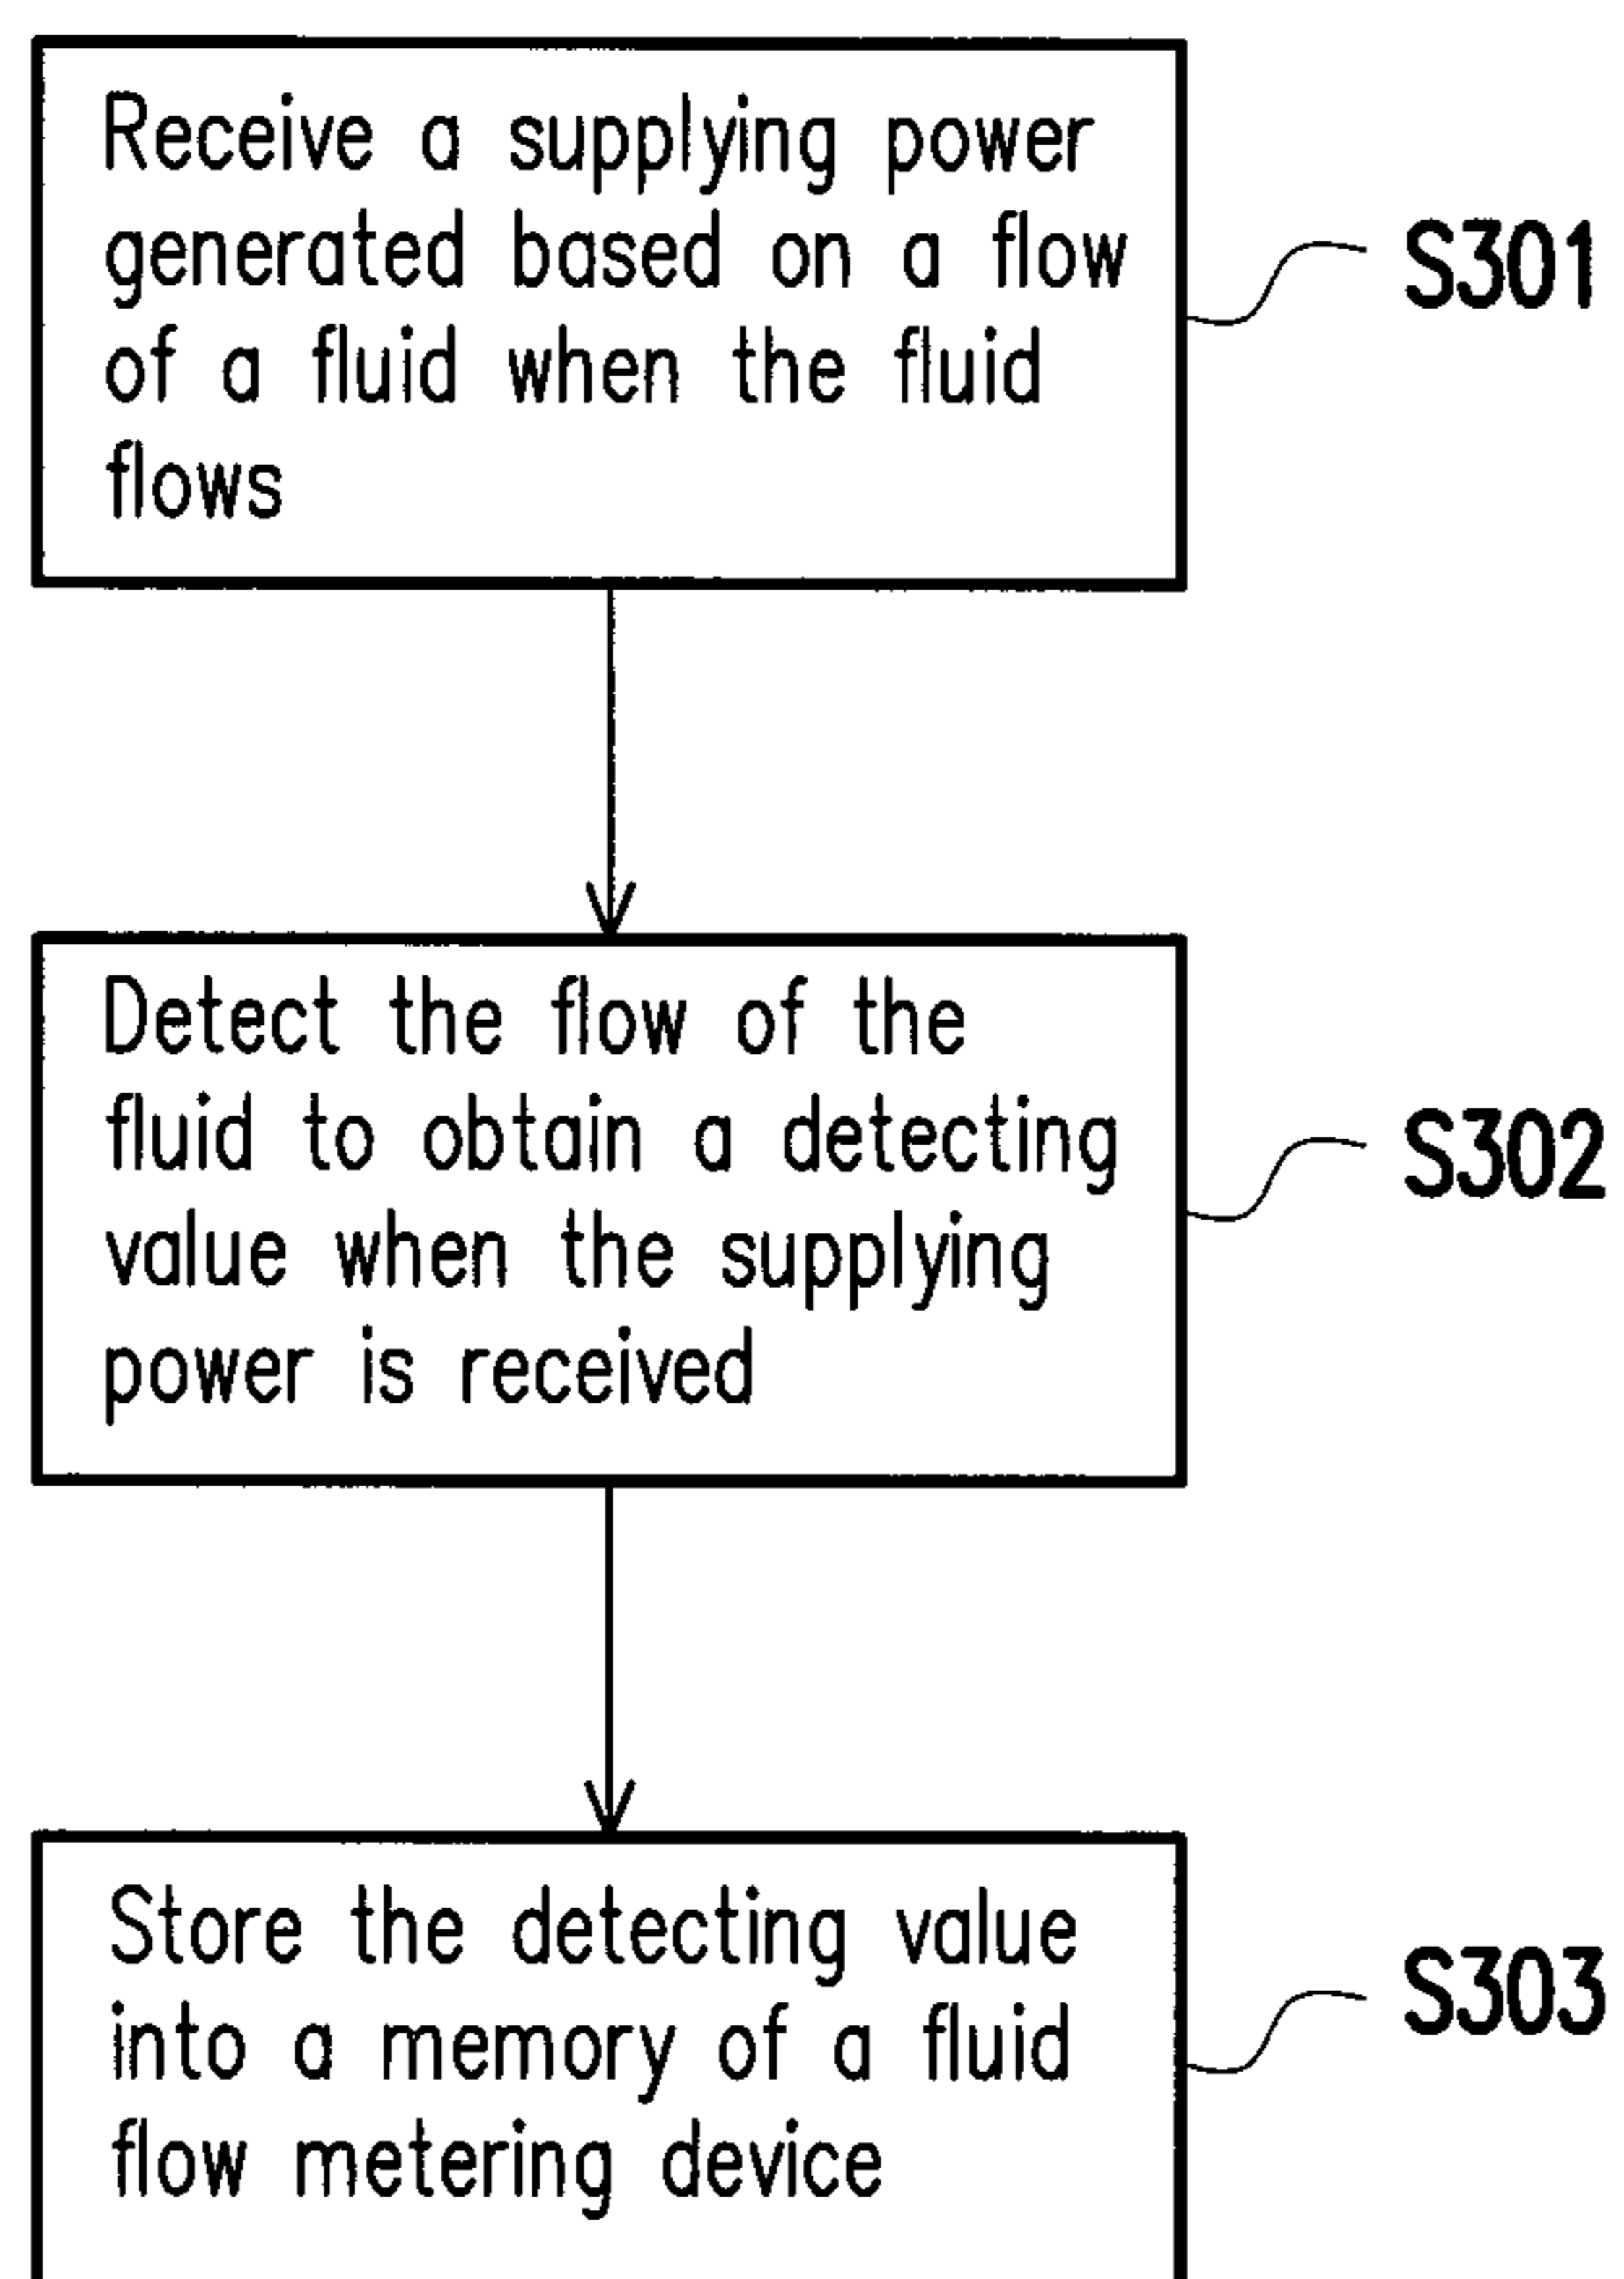 Receive a supplying power
generated based on a flow
of a fluid when the fluid
flows
S301
Detect the flow of the
fluid to obtain a detecting
value when the supplying
power is received
S302
Store the detecting value
into a memory of a fluid
flow metering device
S303